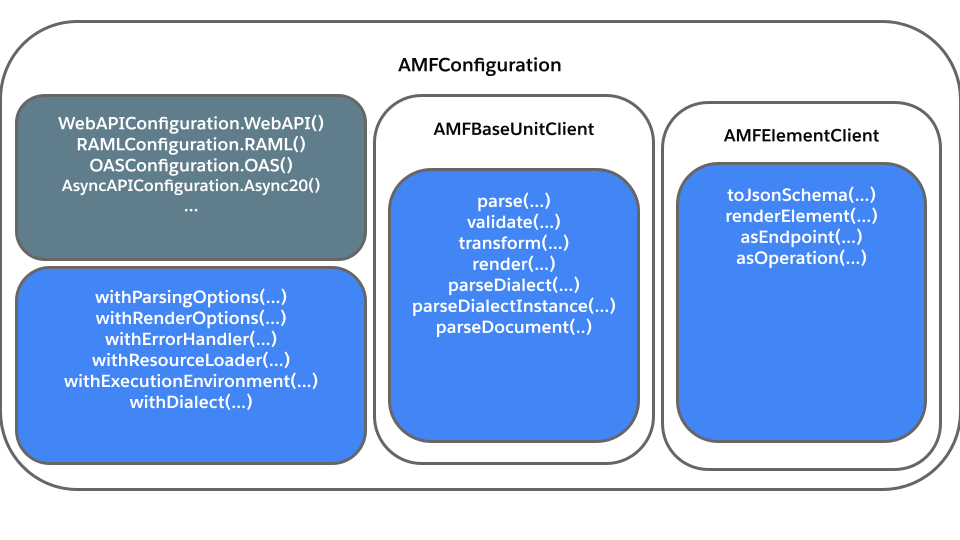 AMFConfiguration
WebAPIConfiguration.WebAPI()
RAMLConfiguration.RAML()
OASConfiguration.OAS()
AsyncAPIConfiguration.Async20()
...
withParsingOptions(...)
withRenderOptions(...)
withErrorHandler(...)
withResourceLoader(...)
withExecutionEnvironment(...)
withDialect(...)
AMFBaseUnitClient
parse(...)
validate(...)
transform(...)
render(...)
parseDialect(...)
parseDialectInstance(...)
parseDocument(..)
AMFElementClient
toJsonSchema(...)
renderElement(...)
asEndpoint(...)
asOperation(...)